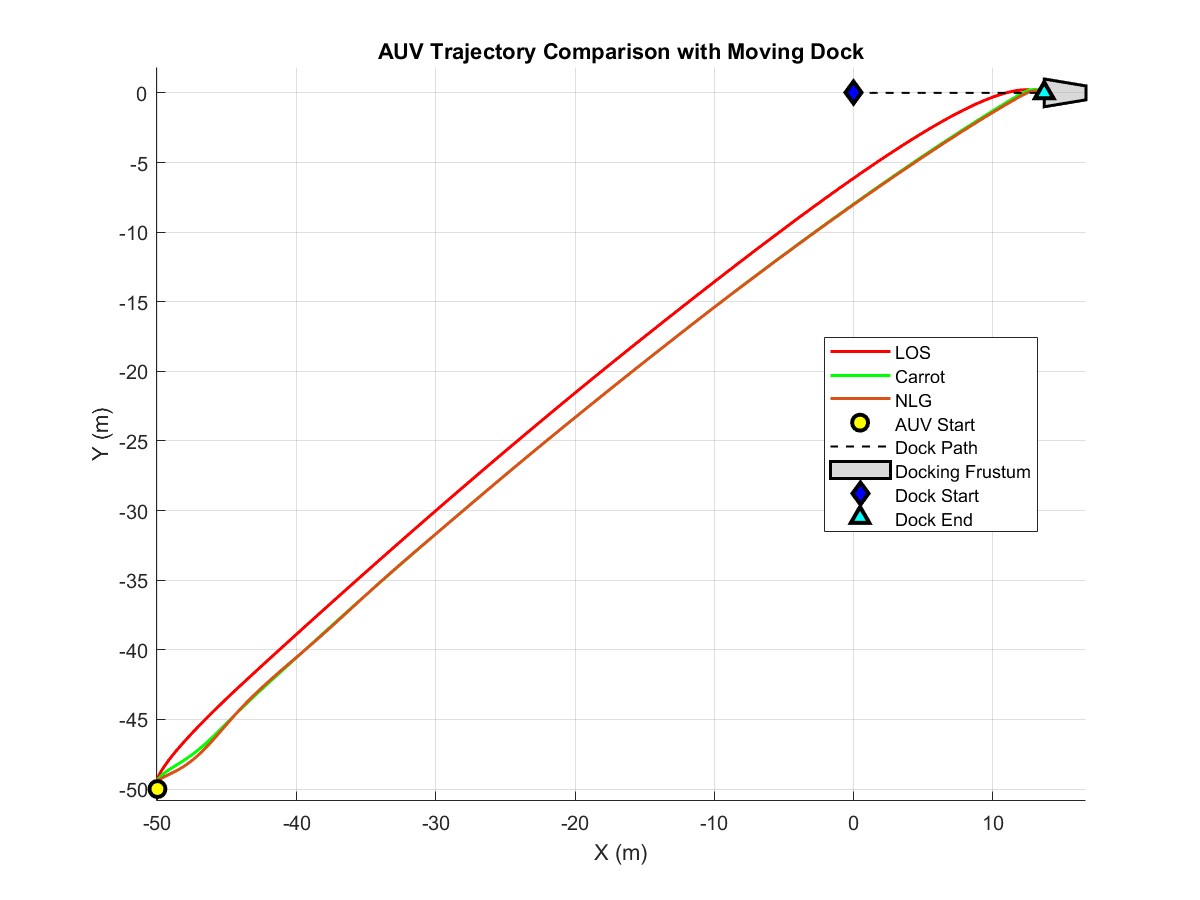 AUV Trajectory Comparison with Moving Dock
0
-5
-10
-15
-20
-25
-30
-35
-40
-45
-50
Y (m)
LOS
Carrot
NLG
AUV Start
Dock Path
Docking Frustum
Dock Start
Dock End
-50 -40 -30 -20 -10 0 10
X (m)